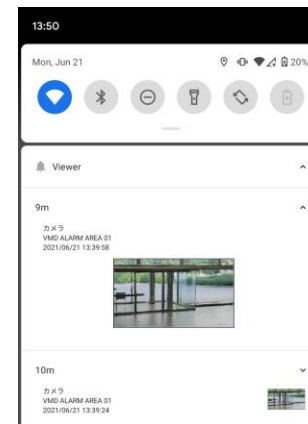 13:50
Mon, Jun 21
20%
Viewer
9m
カメラ
VMD ALARM AREA 01
2021/06/21 13:39:58
10m
カメラ
VMD ALARM AREA 01
2021/06/21 13:39:24